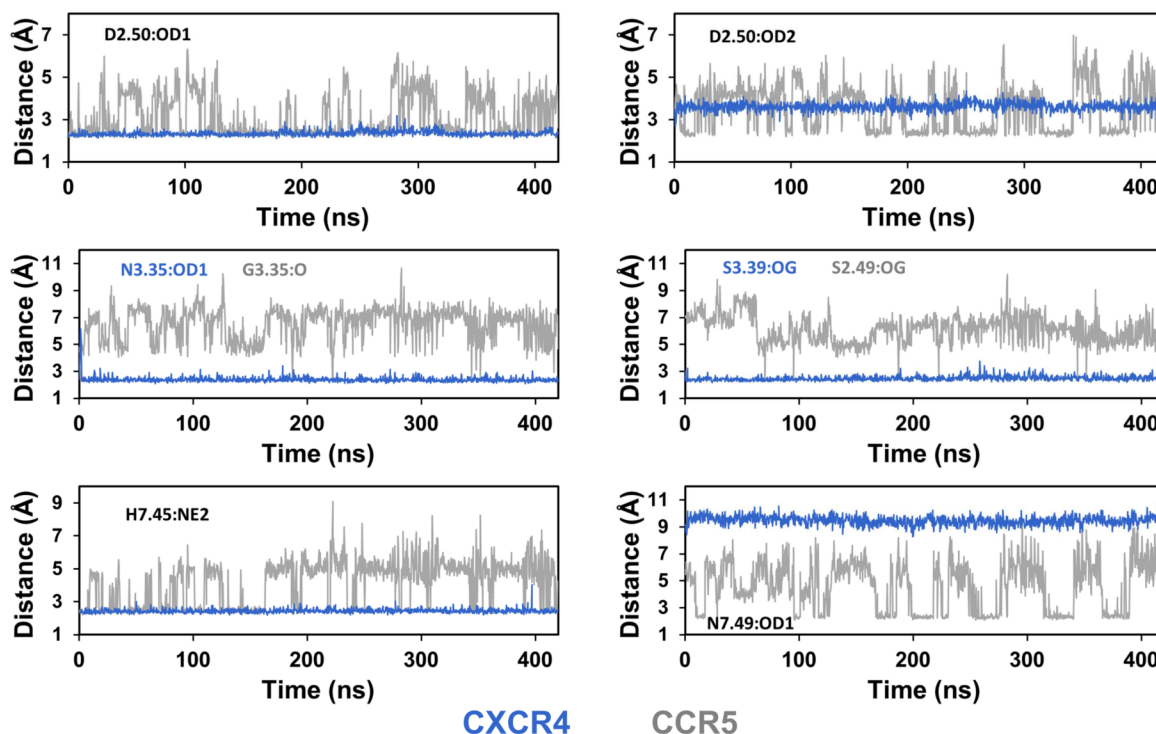 Distance (Å)
7
5
3
1
D2.50:OD1
0 100 200 300 400
Time (ns)
Distance (Å)
7
5
3
1
D2.50:OD2
0 100 200 300 400
Time (ns)
Distance (Å)
11
9
7
5
3
1
N3.35:OD1 G3.35:O
0 100 200 300 400
Time (ns)
Distance (Å)
11
9
7
5
3
1
S3.39:OG S2.49:OG
0 100 200 300 400
Time (ns)
Distance (Å)
9
7
5
3
1
H7.45:NE2
0 100 200 300 400
Time (ns)
Distance (Å)
11
9
7
5
3
1
N7.49:OD1
0 100 200 300 400
Time (ns)
CXCR4 CCR5